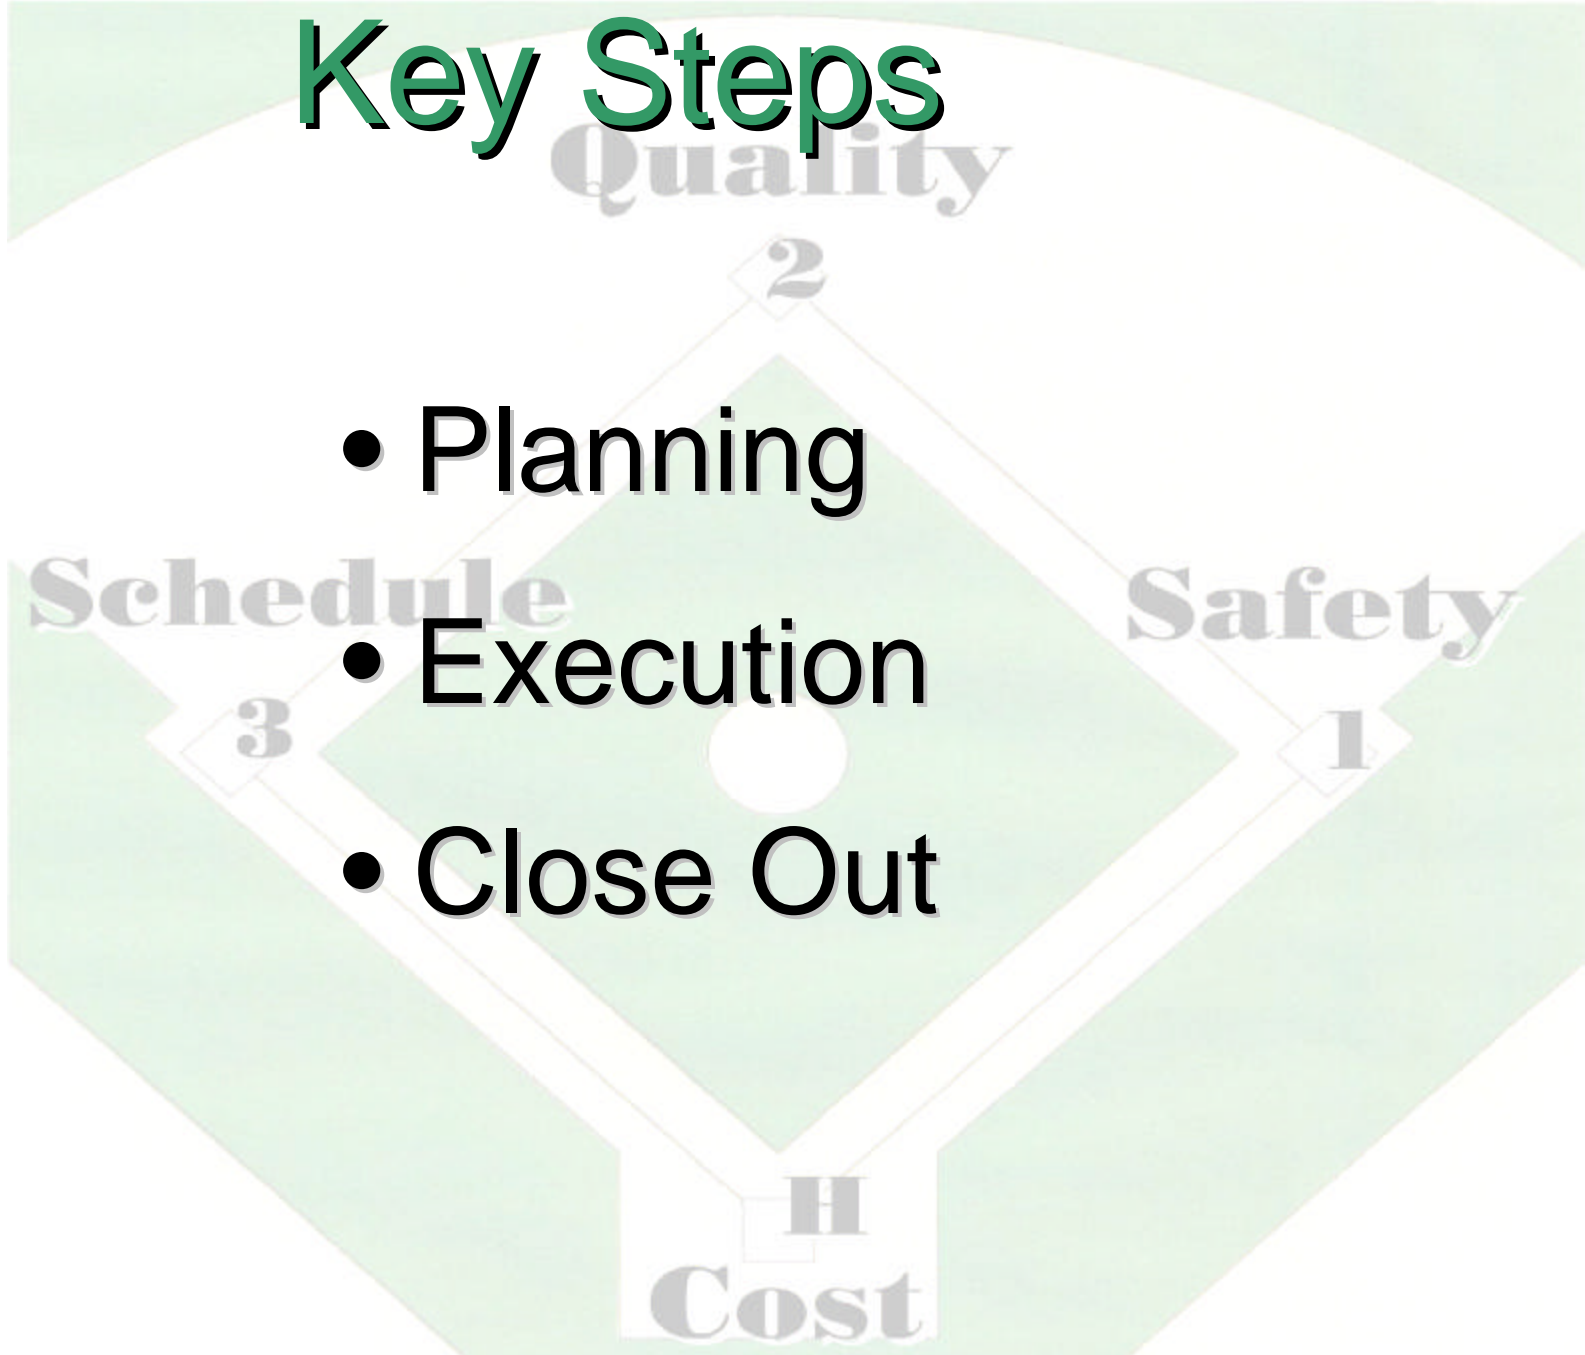 Key Steps
Quality
2
• Planning
Schedule
Safety
• Execution
3
1
• Close Out
H
Cost